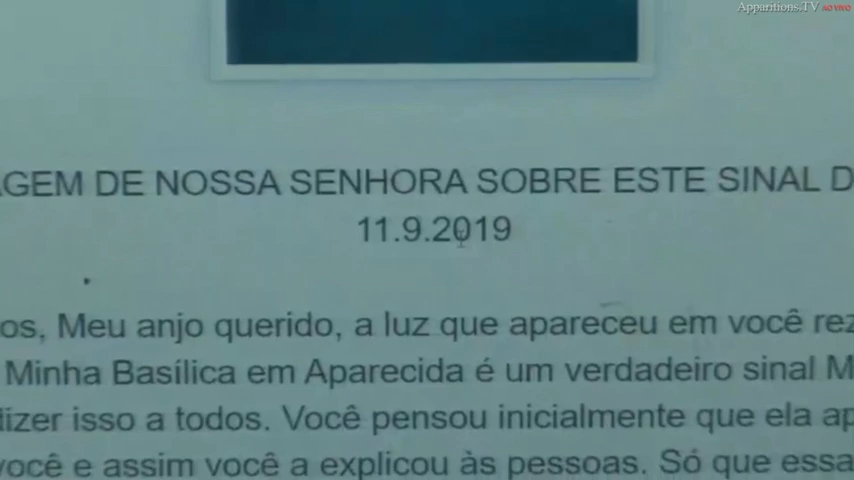 Apparitions.TV AO VIVO
AGEM DE NOSSA SENHORA SOBRE ESTE SINAL D
11.9.2019
os, Meu anjo querido, a luz que apareceu em você rez
Minha Basílica em Aparecida é um verdadeiro sinal M
dizer isso a todos. Você pensou inicialmente que ela ap
você e assim você a explicou às pessoas. Só que essa